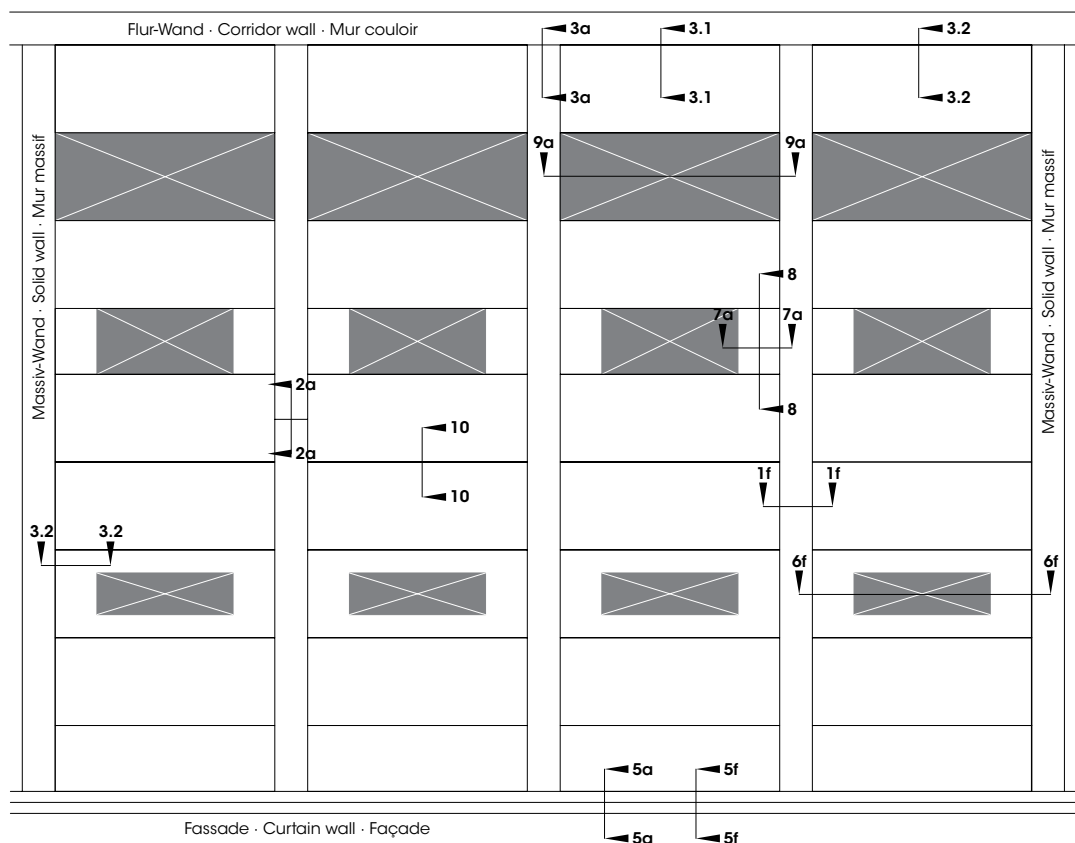 Flur-Wand · Corridor wall · Mur couloir
3a
3.1
3.2
3a
3.1
3.2
Massiv-Wand · Solid wall · Mur massif
9a 9a
Massiv-Wand · Solid wall · Mur massif
8
7a 7a
2a
8
10
2a
1f 1f
10
3.2 3.2
6f 6f
5a
5f
Fassade · Curtain wall · Façade
5a
5f